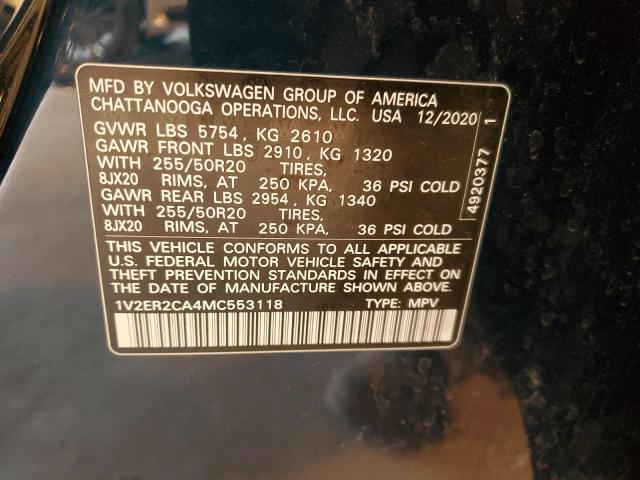 MFD BY VOLKSWAGEN GROUP OF AMERICA
CHATTANOOGA OPERATIONS, LLC. USA 12/2020
GVWR LBS 5754, KG 2610
GAWR FRONT LBS 2910, KG 1320
WITH 255/50R20 TIRES,
8JX20 RIMS, AT 250 KPA, 36 PSI COLD
GAWR REAR LBS 2954, KG 1340
WITH 255/50R20 TIRES,
8JX20 RIMS, AT 250 KPA, 36 PSI COLD
THIS VEHICLE CONFORMS TO ALL APPLICABLE
U.S. FEDERAL MOTOR VEHICLE SAFETY AND
THEFT PREVENTION STANDARDS IN EFFECT ON
THE DATE OF MANUFACTURE SHOWN ABOVE.
1V2ER2CA4MC553118 TYPE: MPV
4920377 1